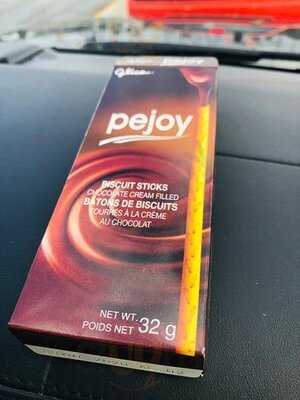 Glico
pejoy
BISCUIT STICKS
CHOCOLATE CREAM FILLED
BATONS DE BISCUITS
FOURRÉS À LA CRÈME
AU CHOCOLAT
NET WT.
POIDS NET 32 g